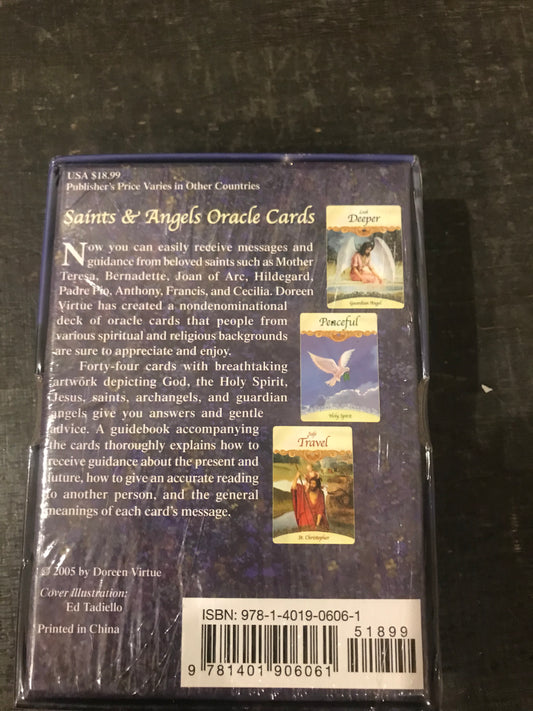 USA $18.99
Publisher's Price Varies in Other Countries
Saints & Angels Oracle Cards
Now you can easily receive messages and
guidance from beloved saints such as Mother
Teresa, Bernadette, Joan of Arc, Hildegard,
Padre Pio, Anthony, Francis, and Cecilia. Doreen
Virtue has created a nondenominational
deck of oracle cards that people from
various spiritual and religious backgrounds
are sure to appreciate and enjoy.
Forty-four cards with breathtaking
artwork depicting God, the Holy Spirit,
Jesus, saints, archangels, and guardian
angels give you answers and gentle
advice. A guidebook accompanying
the cards thoroughly explains how to
receive guidance about the present and
future, how to give an accurate reading
to another person, and the general
meanings of each card's message.
Look
Deeper
Guardian Angel
Peaceful
Holy Spirit
Safe
Travel
St. Christopher
© 2005 by Doreen Virtue
Cover Illustration:
Ed Tadiello
Printed in China
ISBN: 978-1-4019-0606-1
51899
9 781401 906061